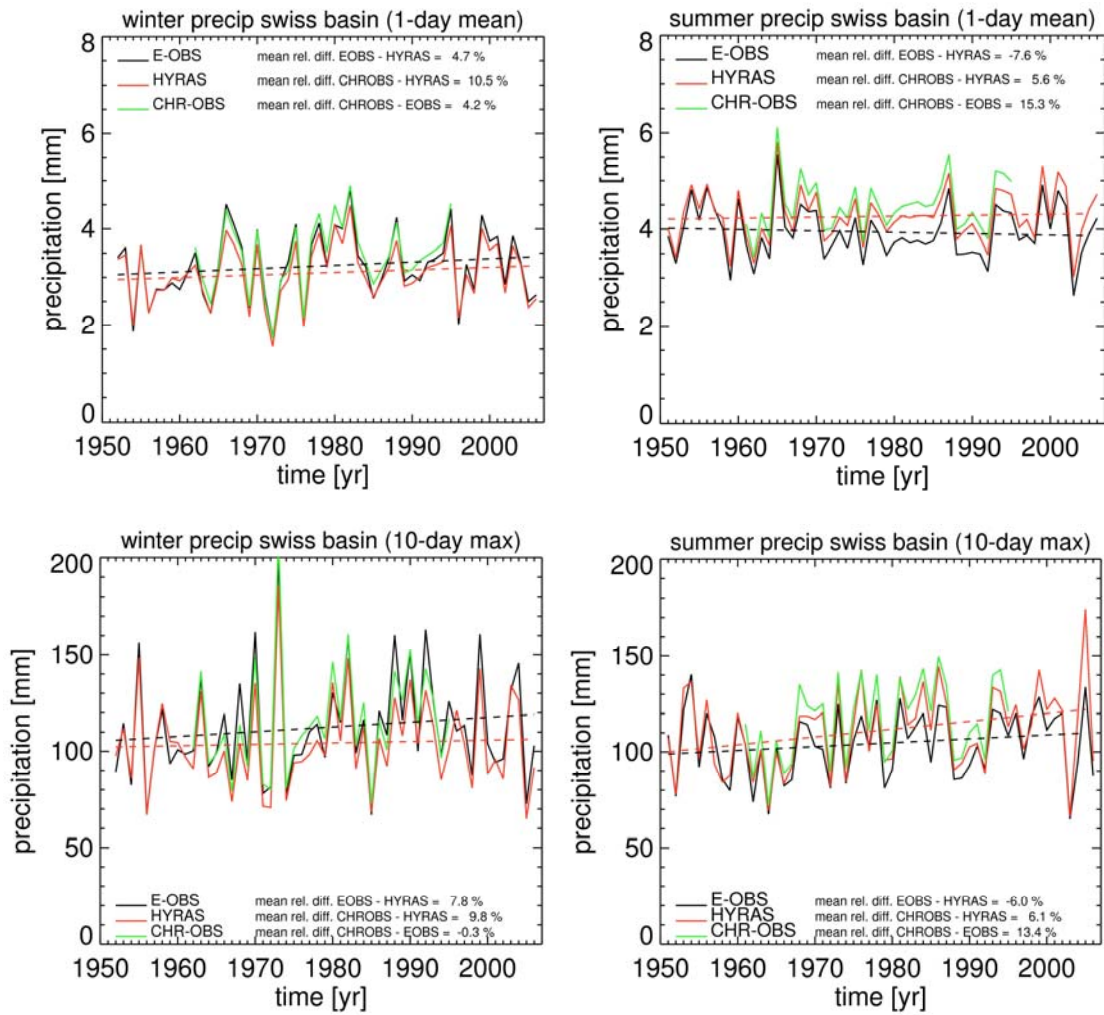 winter precip swiss basin (1-day mean)
8
6
4
2
0
precipitation [mm]
E-OBS mean rel. diff. EOBS - HYRAS = 4.7 %
HYRAS mean rel. diff. CHROBS - HYRAS = 10.5 %
CHR-OBS mean rel. diff. CHROBS - EOBS = 4.2 %
1950 1960 1970 1980 1990 2000
time [yr]
summer precip swiss basin (1-day mean)
8
6
4
2
0
precipitation [mm]
E-OBS mean rel. diff. EOBS - HYRAS = -7.6 %
HYRAS mean rel. diff. CHROBS - HYRAS = 5.6 %
CHR-OBS mean rel. diff. CHROBS - EOBS = 15.3 %
1950 1960 1970 1980 1990 2000
time [yr]
winter precip swiss basin (10-day max)
200
150
100
50
0
precipitation [mm]
E-OBS mean rel. diff. EOBS - HYRAS = 7.8 %
HYRAS mean rel. diff. CHROBS - HYRAS = 9.8 %
CHR-OBS mean rel. diff. CHROBS - EOBS = -0.3 %
1950 1960 1970 1980 1990 2000
time [yr]
summer precip swiss basin (10-day max)
200
150
100
50
0
precipitation [mm]
E-OBS mean rel. diff. EOBS - HYRAS = -6.0 %
HYRAS mean rel. diff. CHROBS - HYRAS = 6.1 %
CHR-OBS mean rel. diff. CHROBS - EOBS = 13.4 %
1950 1960 1970 1980 1990 2000
time [yr]